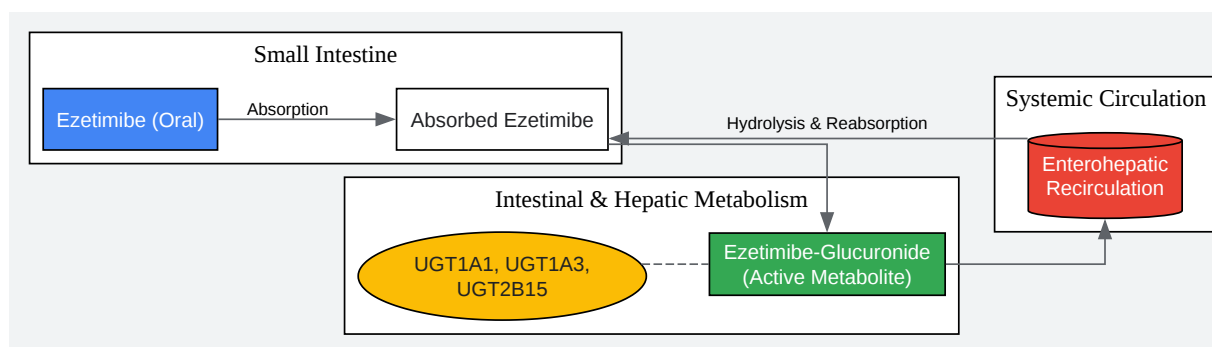 Small Intestine
Ezetimibe (Oral)
Absorption
Absorbed Ezetimibe
Systemic Circulation
Hydrolysis & Reabsorption
Enterohepatic
Recirculation
Intestinal & Hepatic Metabolism
UGT1A1, UGT1A3,
UGT2B15
Ezetimibe-Glucuronide
(Active Metabolite)